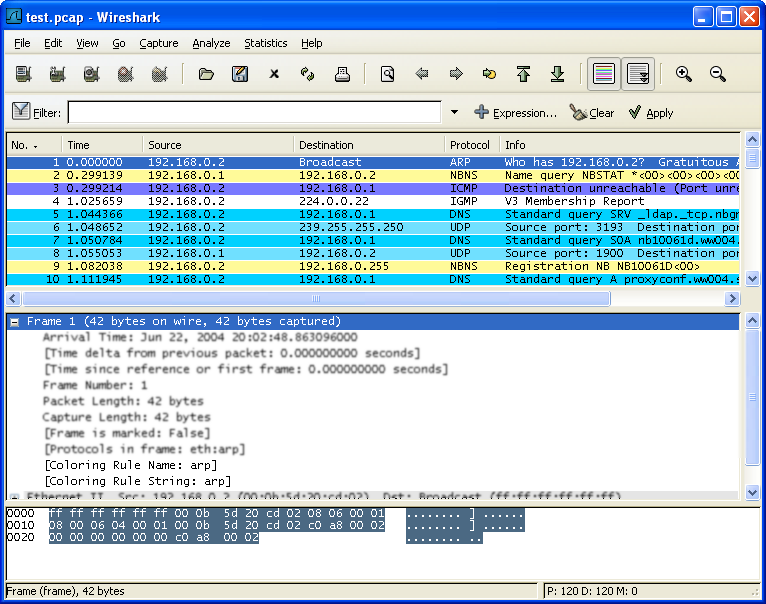 test.pcap - Wireshark
File Edit View Go Capture Analyze Statistics Help
Filter: Expression... Clear Apply
No. . Time Source Destination Protocol Info
1 0.000000 192.168.0.2 Broadcast ARP Who has 192.168.0.2? Gratuitous A
2 0.299139 192.168.0.1 192.168.0.2 NBNS Name query NBSTAT *<00><00><00><00
3 0.299214 192.168.0.2 192.168.0.1 ICMP Destination unreachable (Port unre
4 1.025659 192.168.0.2 224.0.0.22 IGMP V3 Membership Report
5 1.044366 192.168.0.2 192.168.0.1 DNS Standard query SRV _ldap._tcp.nbgm
6 1.048652 192.168.0.2 239.255.255.250 UDP Source port: 3193 Destination por
7 1.050784 192.168.0.2 192.168.0.1 DNS Standard query SOA nb10061d.ww004.
8 1.055053 192.168.0.1 192.168.0.2 UDP Source port: 1900 Destination por
9 1.082038 192.168.0.2 192.168.0.255 NBNS Registration NB NB10061D<00>
10 1.111945 192.168.0.2 192.168.0.1 DNS Standard query A proxyconf.ww004.s
Frame 1 (42 bytes on wire, 42 bytes captured)
Arrival Time: Jun 22, 2004 20:02:48.863096000
[Time delta from previous packet: 0.000000000 seconds]
[Time since reference or first frame: 0.000000000 seconds]
Frame Number: 1
Packet Length: 42 bytes
Capture Length: 42 bytes
[Frame is marked: False]
[Protocols in frame: eth:arp]
[Coloring Rule Name: arp]
[Coloring Rule String: arp]
Ethernet II, Src: 192.168.0.2 (00:0b:5d:20:cd:02), Dst: Broadcast (ff:ff:ff:ff:ff:ff)
0000 ff ff ff ff ff ff 00 0b 5d 20 cd 02 08 06 00 01 ........ ] ......
0010 08 00 06 04 00 01 00 0b 5d 20 cd 02 c0 a8 00 02 ........ ] ......
0020 00 00 00 00 00 00 c0 a8 00 02 ........ ..
Frame (frame), 42 bytes P: 120 D: 120 M: 0